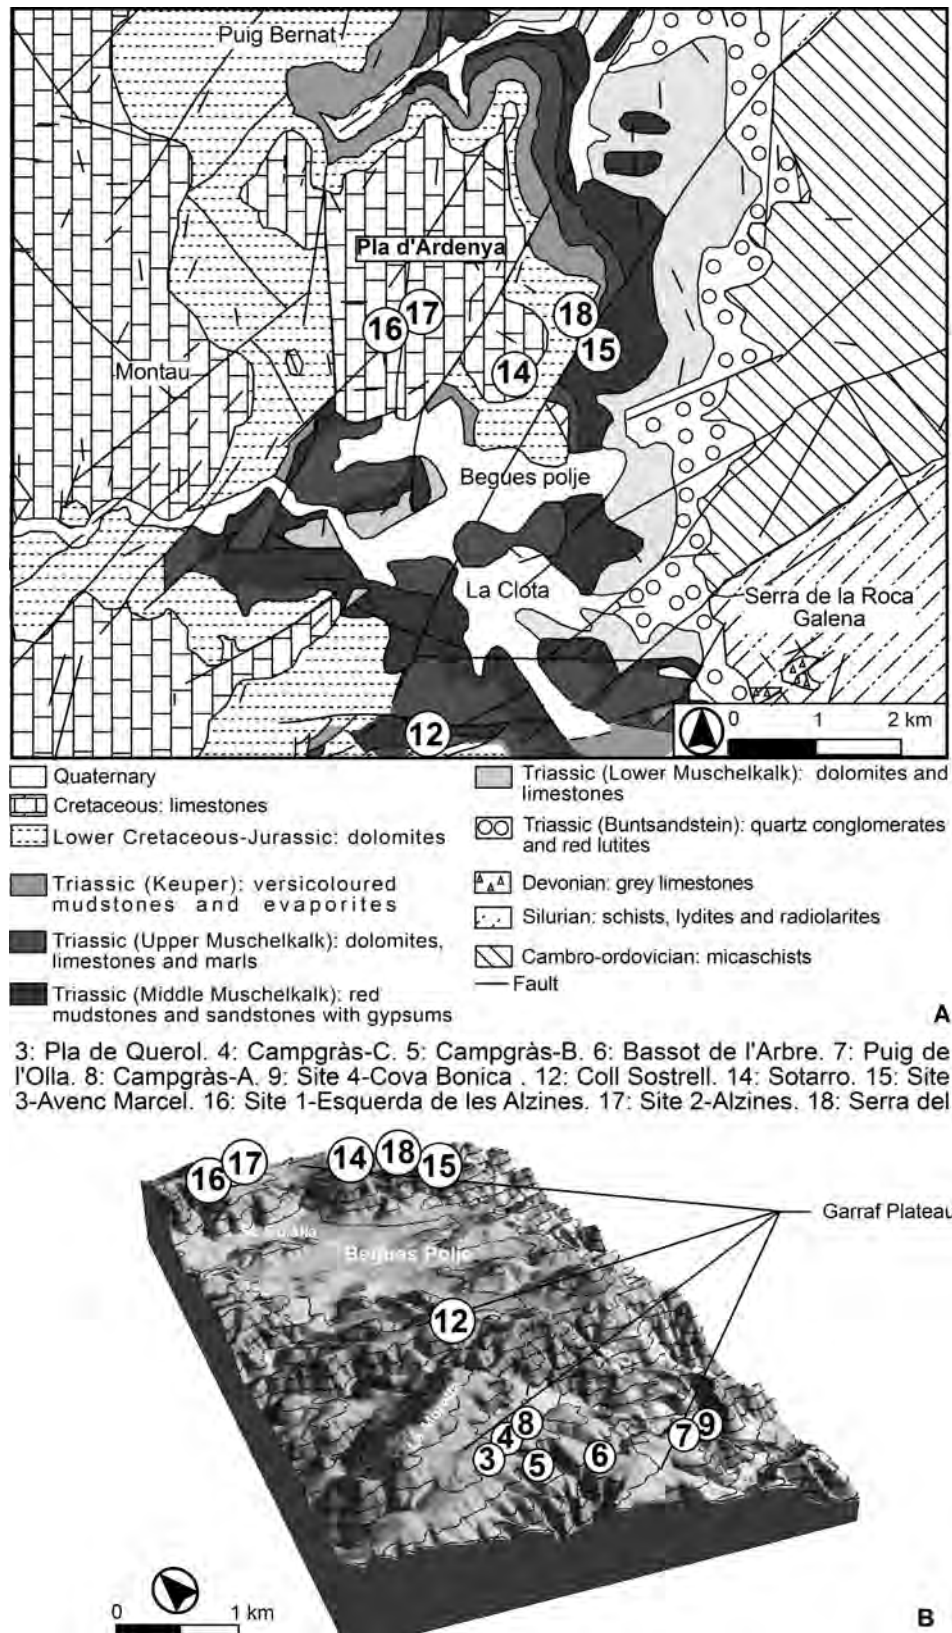 Puig Bernat
Pla d'Ardenya
16
17
18
15
14
Montau
Begues polje
La Clota
Serra de la Roca
Galena
12
0 1 2 km
Quaternary
Cretaceous: limestones
Lower Cretaceous-Jurassic: dolomites
Triassic (Keuper): versicoloured
mudstones and evaporites
Triassic (Upper Muschelkalk): dolomites,
limestones and marls
Triassic (Middle Muschelkalk): red
mudstones and sandstones with gypsums
Triassic (Lower Muschelkalk): dolomites and
limestones
Triassic (Buntsandstein): quartz conglomerates
and red lutites
Devonian: grey limestones
Silurian: schists, lydites and radiolarites
Cambro-ordovician: micaschists
Fault
A
3: Pla de Querol. 4: Campgràs-C. 5: Campgràs-B. 6: Bassot de l'Arbre. 7: Puig de
l'Olla. 8: Campgràs-A. 9: Site 4-Cova Bonica . 12: Coll Sostrell. 14: Sotarro. 15: Site
3-Avenc Marcel. 16: Site 1-Esquerda de les Alzines. 17: Site 2-Alzines. 18: Serra del
16
17
14
18
15
Garraf Plateau
Begues Polje
12
8
4
3
5
6
7
9
0 1 km
B